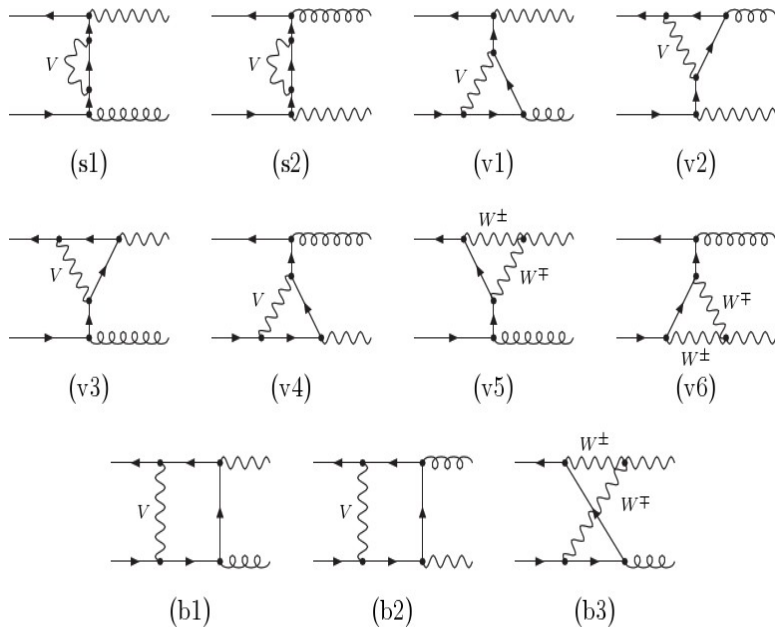 V
V
V
V
(s1) (s2) (v1) (v2)
W±
V
V
W∓
W∓
W±
(v3) (v4) (v5) (v6)
W±
V
V
W∓
(b1) (b2) (b3)